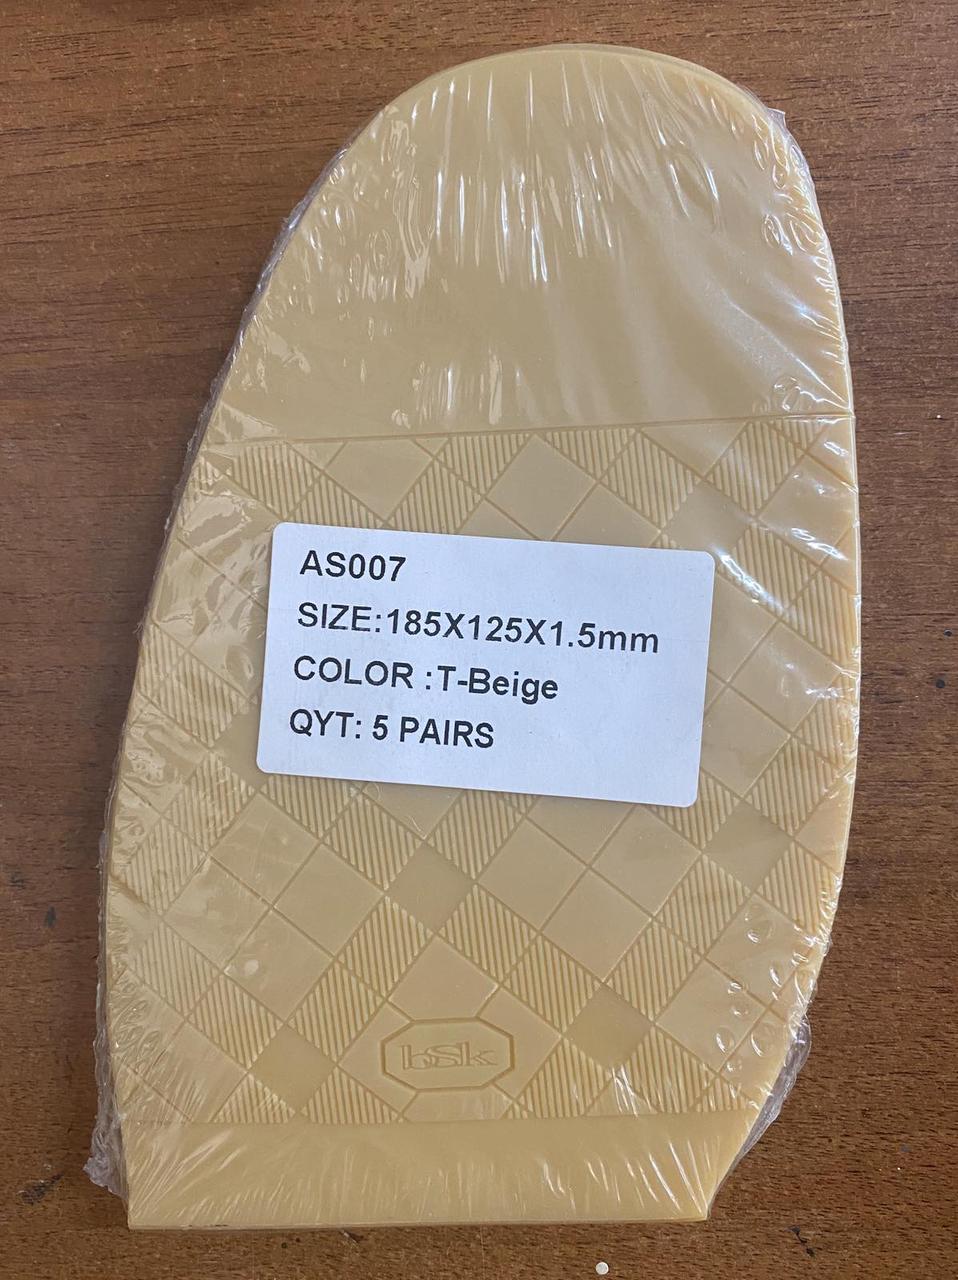 AS007
SIZE:185X125X1.5mm
COLOR :T-Beige
QYT: 5 PAIRS
bSk